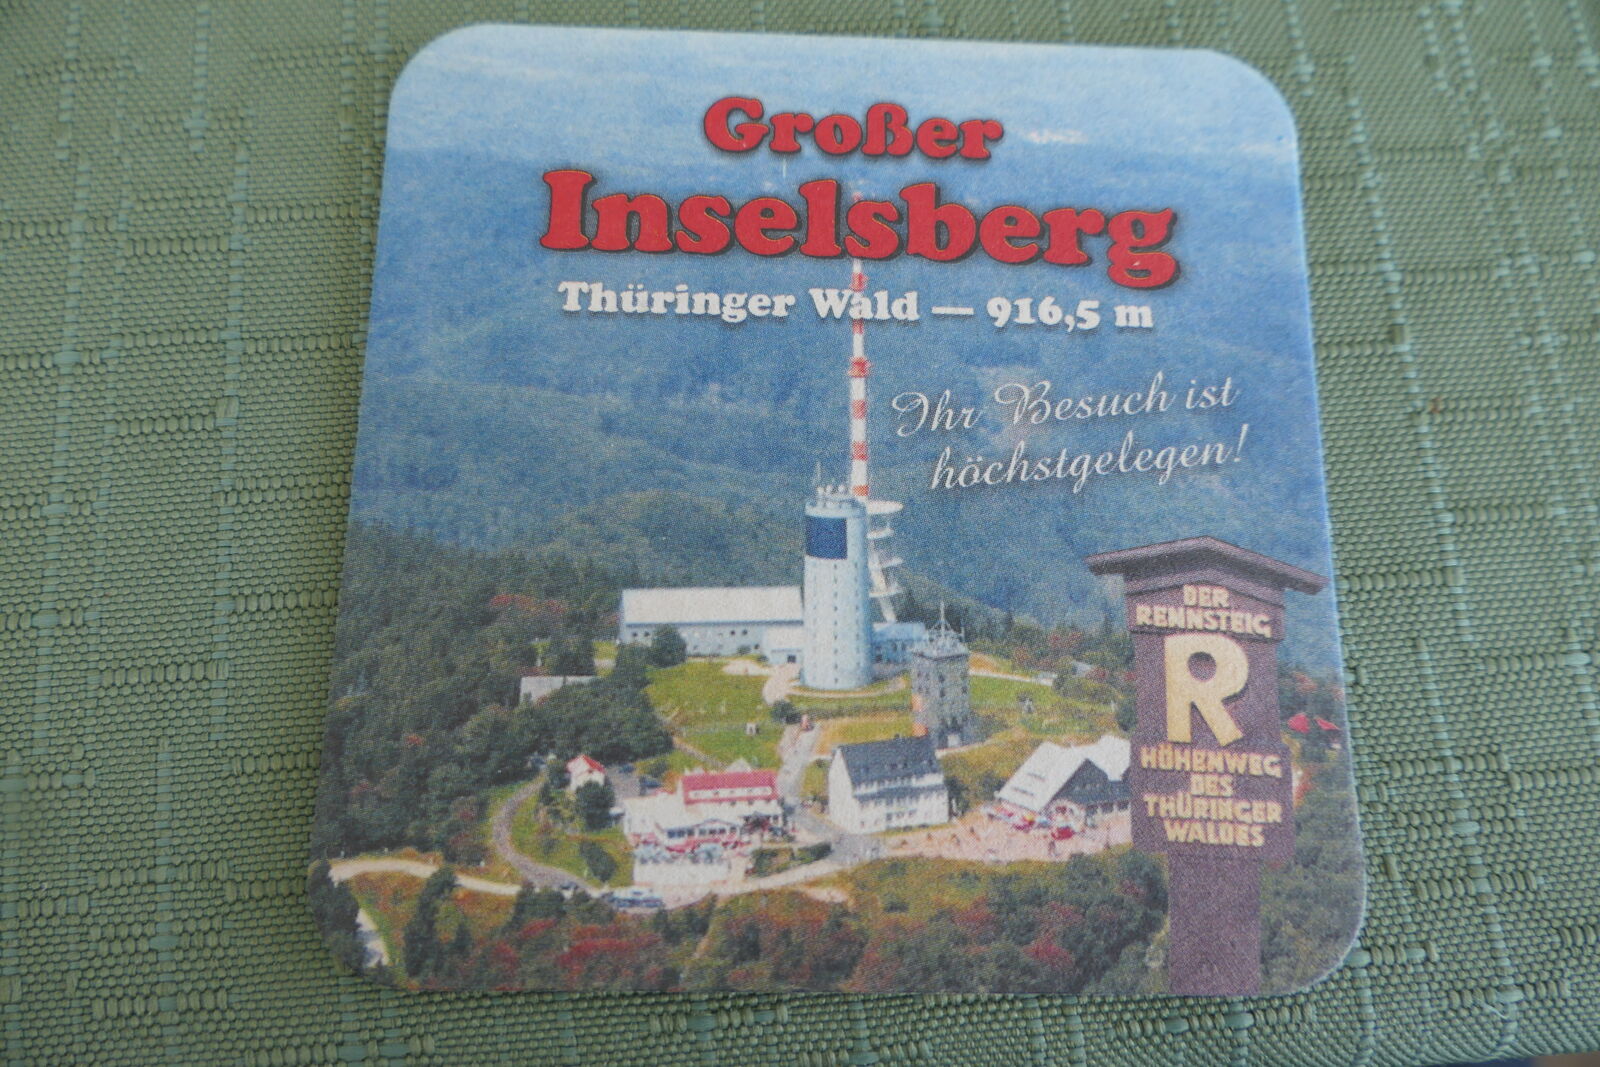 Großer
Inselsberg
Thüringer Wald — 916,5 m
Ihr Besuch ist
höchstgelegen!
DER
RENNSTEIG
R
HÖHENWEG
DES
THÜRINGER
WALDES